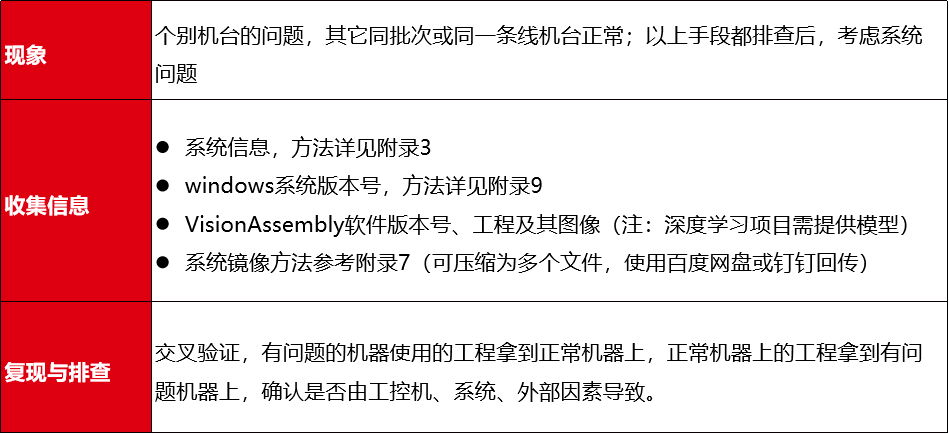 现象
个别机台的问题，其它同批次或同一条线机台正常；以上手段都排查后，考虑系统
问题
收集信息
● 系统信息，方法详见附录3
● windows系统版本号，方法详见附录9
● VisionAssembly软件版本号、工程及其图像（注：深度学习项目需提供模型）
● 系统镜像方法参考附录7（可压缩为多个文件，使用百度网盘或钉钉回传）
复现与排查
交叉验证，有问题的机器使用的工程拿到正常机器上，正常机器上的工程拿到有问
题机器上，确认是否由工控机、系统、外部因素导致。